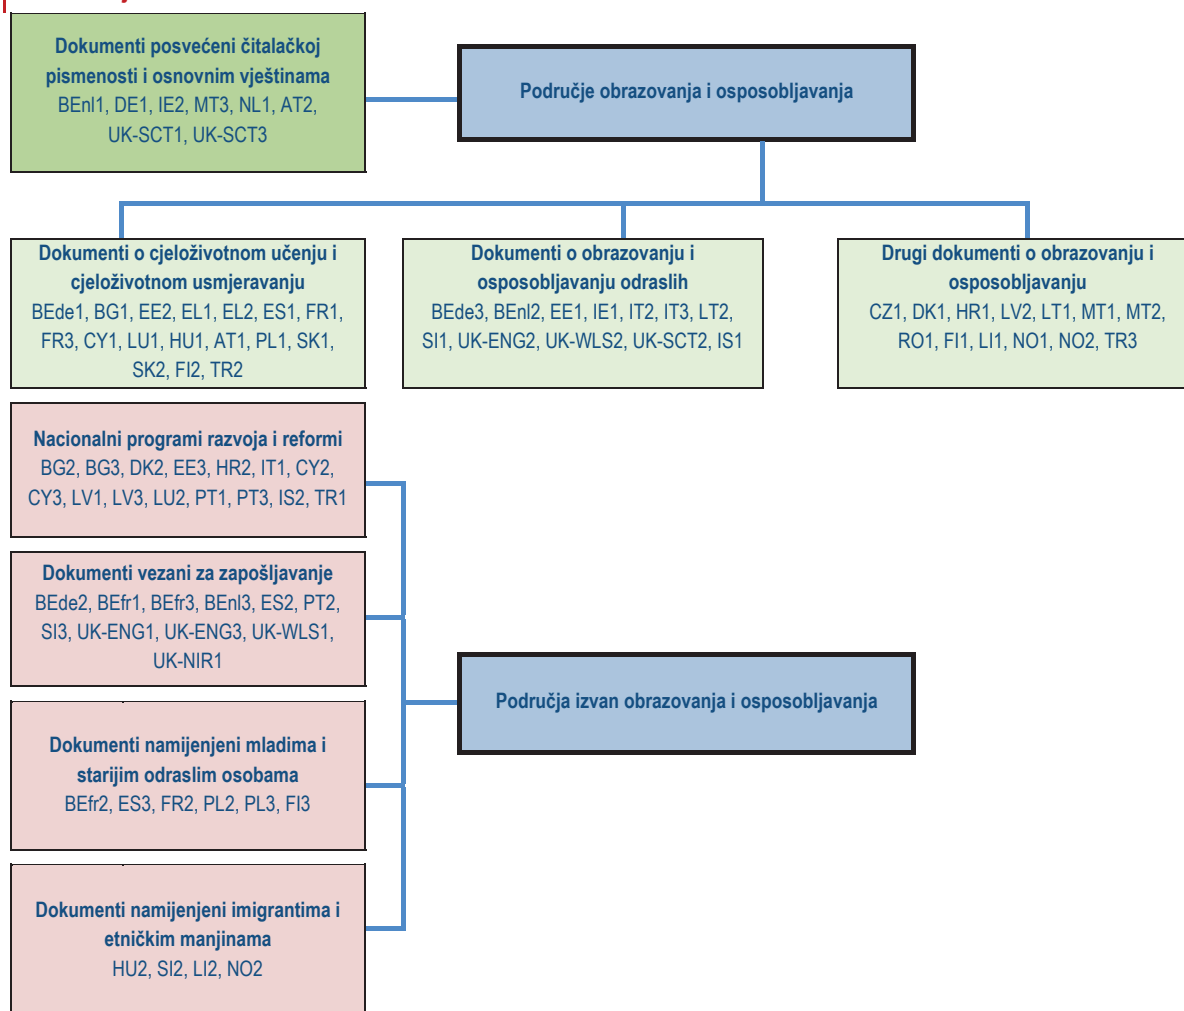 Dokumenti posvećeni čitalačkoj
pismenosti i osnovnim vještinama
BEnl1, DE1, IE2, MT3, NL1, AT2,
UK-SCT1, UK-SCT3
Područje obrazovanja i osposobljavanja
Dokumenti o cjeloživotnom učenju i
cjeloživotnom usmjeravanju
BEde1, BG1, EE2, EL1, EL2, ES1, FR1,
FR3, CY1, LU1, HU1, AT1, PL1, SK1,
SK2, FI2, TR2
Dokumenti o obrazovanju i
osposobljavanju odraslih
BEde3, BEnl2, EE1, IE1, IT2, IT3, LT2,
SI1, UK-ENG2, UK-WLS2, UK-SCT2, IS1
Drugi dokumenti o obrazovanju i
osposobljavanju
CZ1, DK1, HR1, LV2, LT1, MT1, MT2,
RO1, FI1, LI1, NO1, NO2, TR3
Nacionalni programi razvoja i reformi
BG2, BG3, DK2, EE3, HR2, IT1, CY2,
CY3, LV1, LV3, LU2, PT1, PT3, IS2, TR1
Dokumenti vezani za zapošljavanje
BEde2, BEfr1, BEfr3, BEnl3, ES2, PT2,
SI3, UK-ENG1, UK-ENG3, UK-WLS1,
UK-NIR1
Područja izvan obrazovanja i osposobljavanja
Dokumenti namijenjeni mladima i
starijim odraslim osobama
BEfr2, ES3, FR2, PL2, PL3, FI3
Dokumenti namijenjeni imigrantima i
etničkim manjinama
HU2, SI2, LI2, NO2